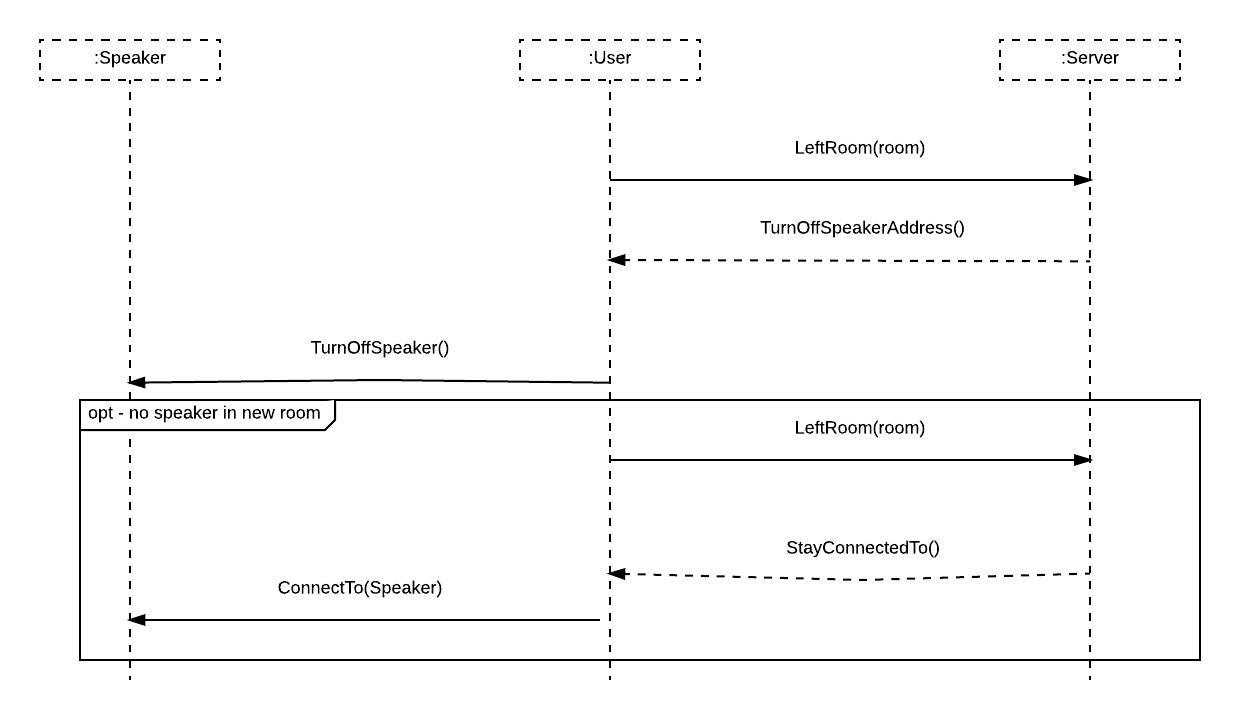 :Speaker
:User
:Server
LeftRoom(room)
TurnOffSpeakerAddress()
TurnOffSpeaker()
opt - no speaker in new room
LeftRoom(room)
StayConnectedTo()
ConnectTo(Speaker)